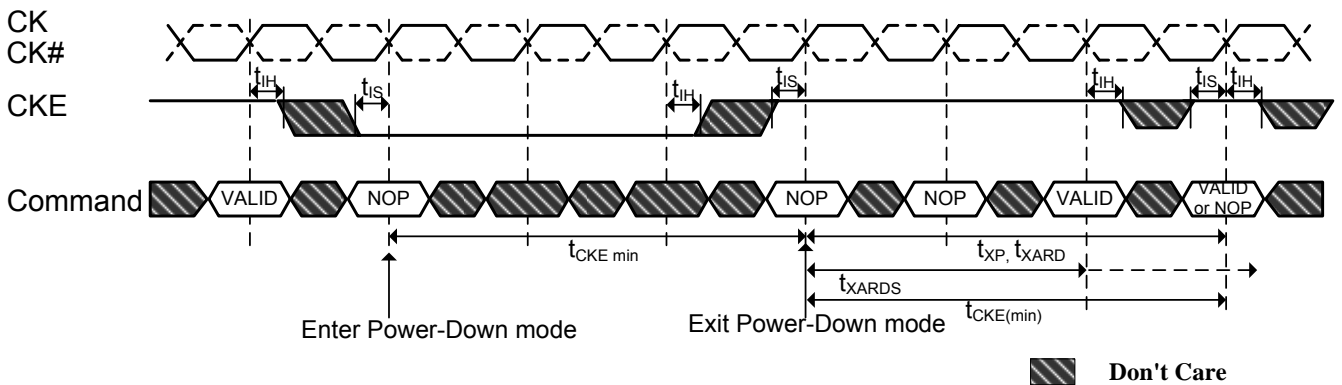 CK
CK#
tIH tIS tIH tIS tIH tIS tIH
CKE
Command VALID NOP NOP NOP VALID VALID or NOP
tCKE min tXP, tXARD
tXARDS
tCKE(min)
Enter Power-Down mode Exit Power-Down mode
Don't Care